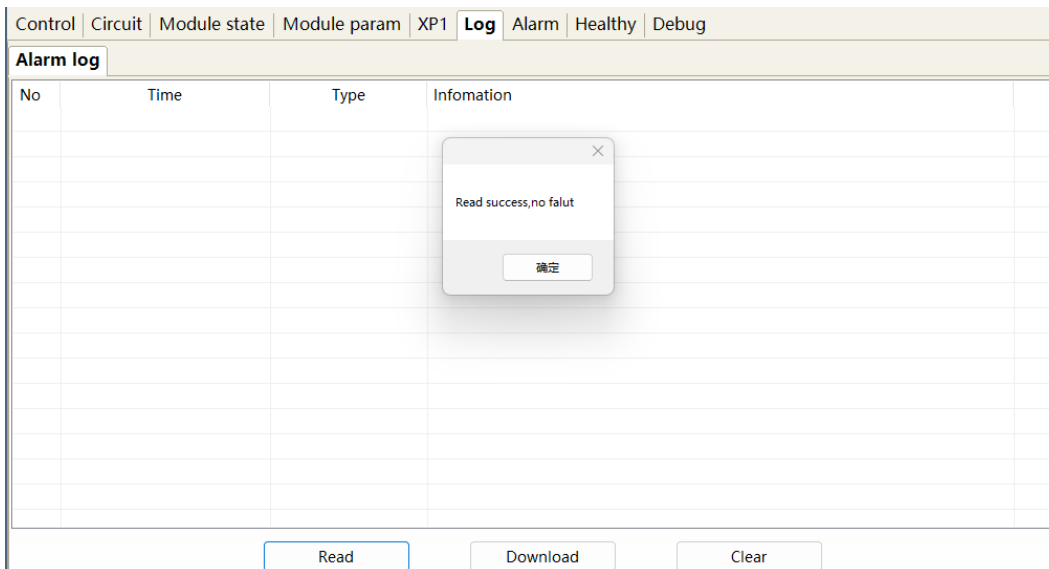 Control Circuit Module state Module param XP1 Log Alarm Healthy Debug
Alarm log
No Time Type Infomation
Read success,no falut
确定
Read Download Clear